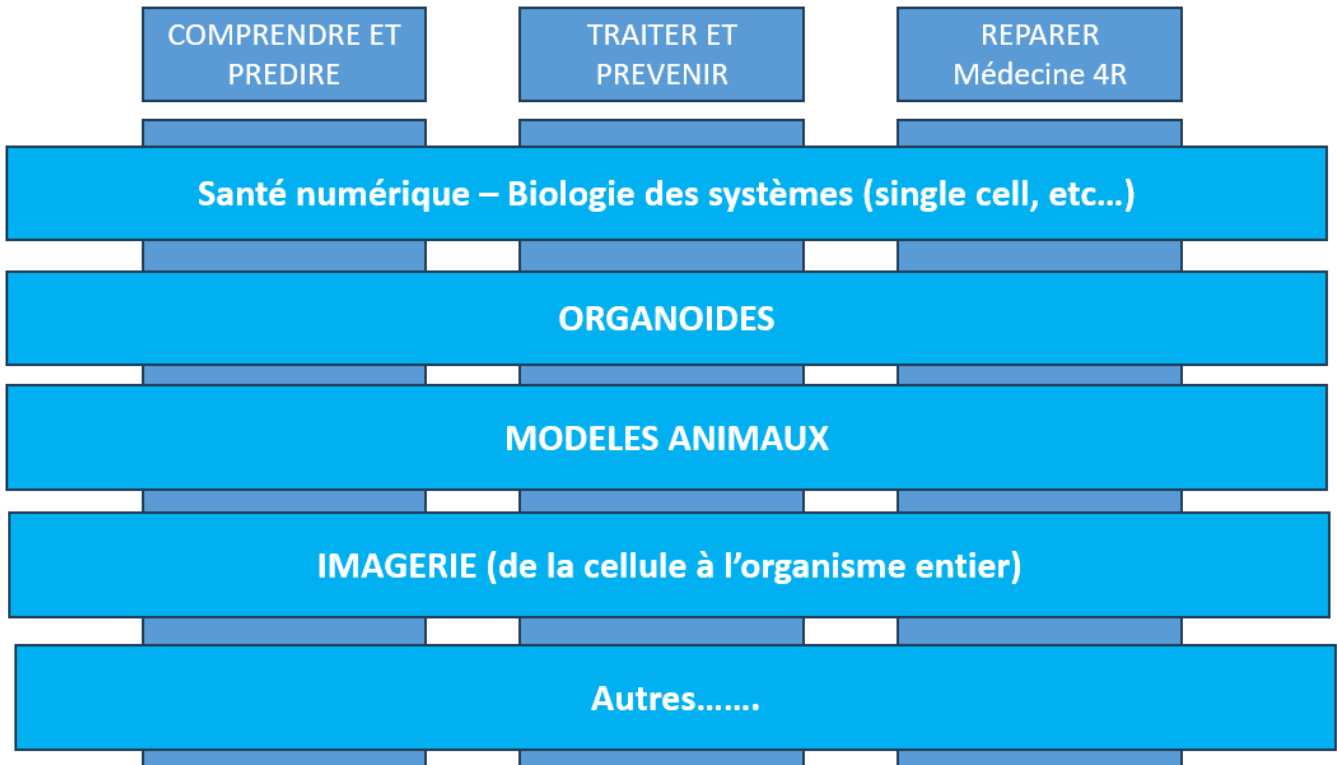 COMPRENDRE ET
PREDIRE
TRAITER ET
PREVENIR
REPARER
Médecine 4R
Santé numérique – Biologie des systèmes (single cell, etc…)
ORGANOIDES
MODELES ANIMAUX
IMAGERIE (de la cellule à l’organisme entier)
Autres…….